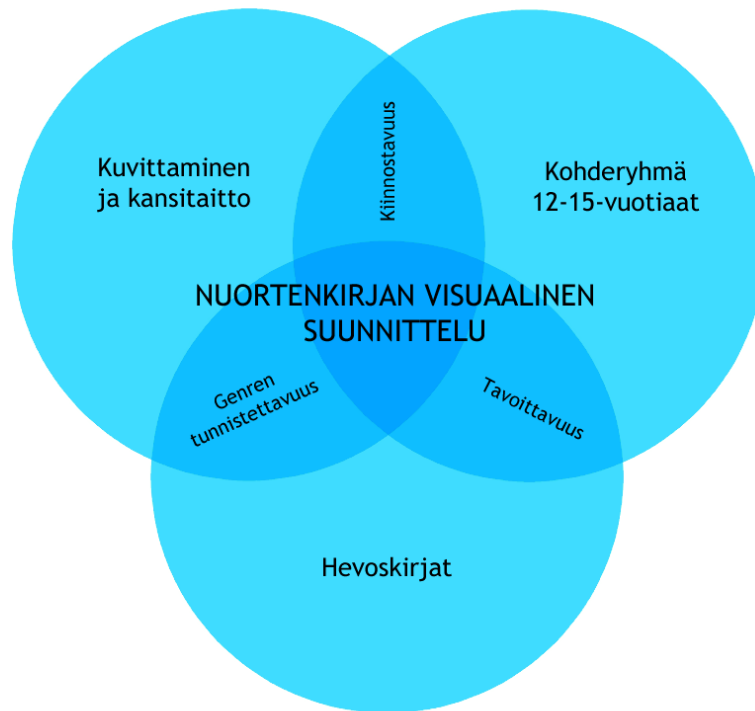 Kiinnostavuus
Kuvittaminen
ja kansitaitto
Kohderyhmä
12-15-vuotiaat
NUORTENKIRJAN VISUAALINEN
SUUNNITTELU
Genren
tunnistettavuus
Tavoittavuus
Hevoskirjat